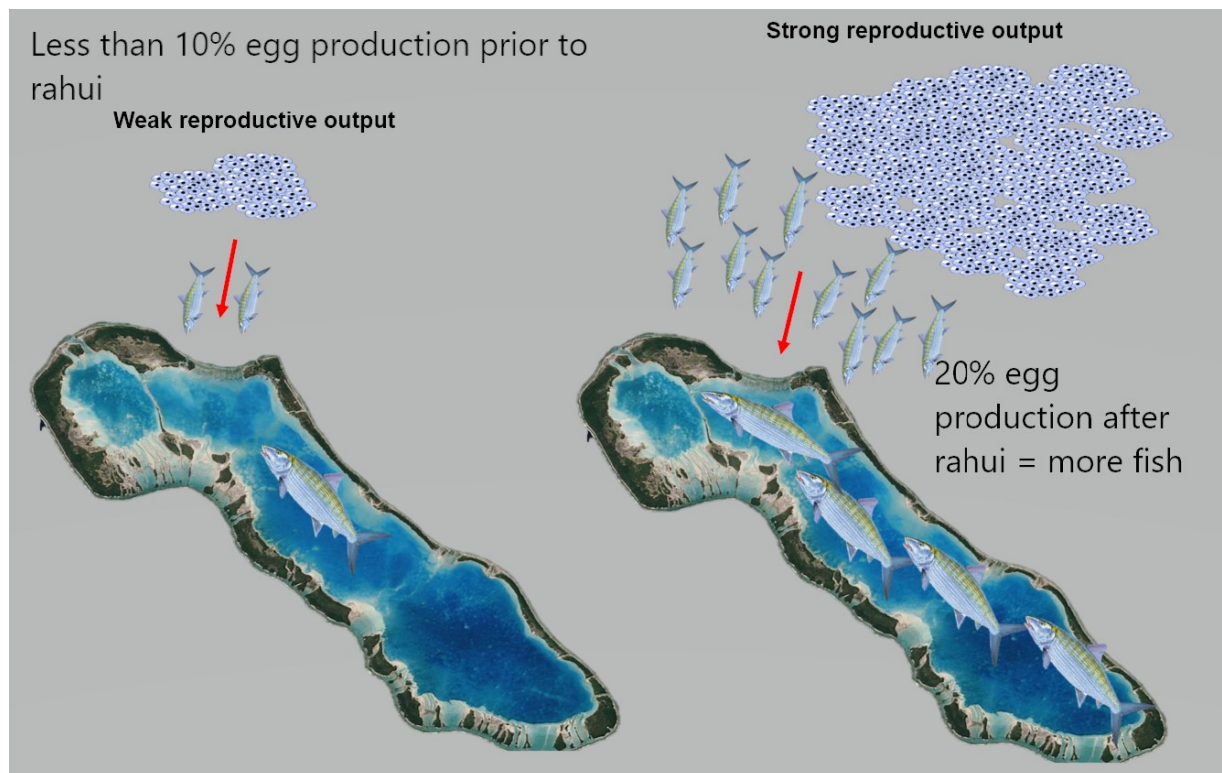 Less than 10% egg production prior to
rahui
Weak reproductive output
Strong reproductive output
20% egg
production after
rahui = more fish